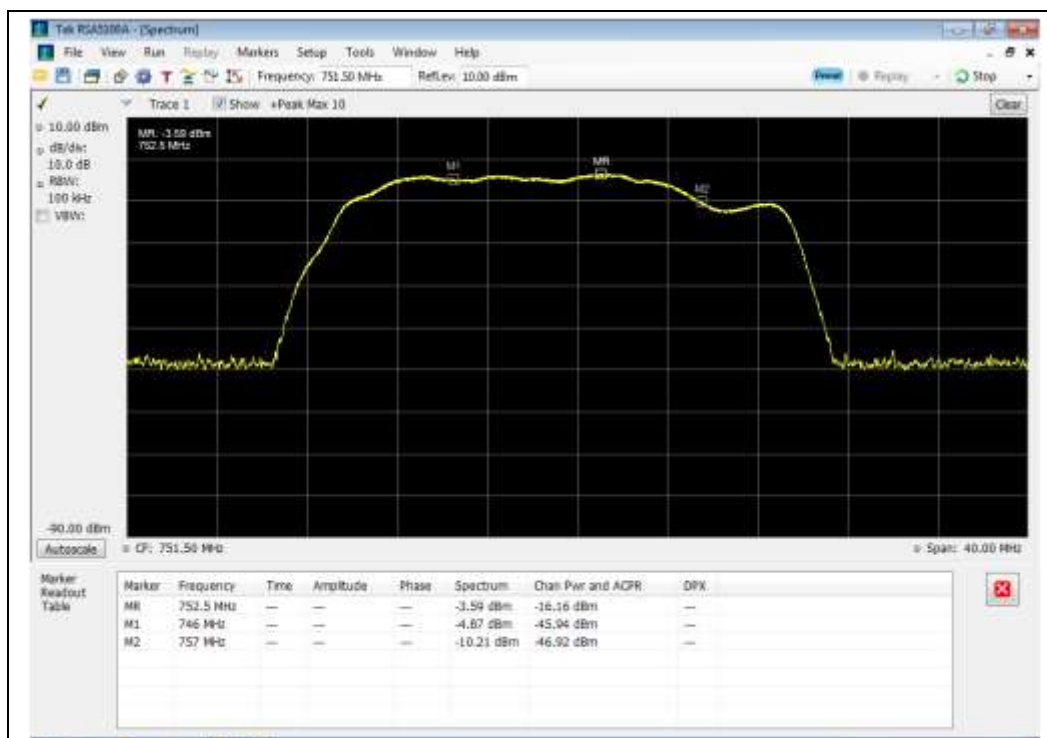 Tek RSA5100A - [Spectrum]
File View Run Replay Markers Setup Tools Window Help
Frequency: 751.50 MHz RefLev: 10.00 dBm Preset Replay Stop
Trace 1 Show +Peak Max 10 Clear
10.00 dBm
dB/div:
10.0 dB
RBW:
100 kHz
VBW:
MR: -3.59 dBm
752.5 MHz
M1
MR
M2
-90.00 dBm
Autoscale CF: 751.50 MHz Span: 40.00 MHz
Marker Readout Table
Marker Frequency Time Amplitude Phase Spectrum Chan Pwr and ACPR DPX
MR 752.5 MHz --- --- --- -3.59 dBm -16.16 dBm ---
M1 746 MHz --- --- --- -4.87 dBm -45.94 dBm ---
M2 757 MHz --- --- --- -10.21 dBm -46.92 dBm ---